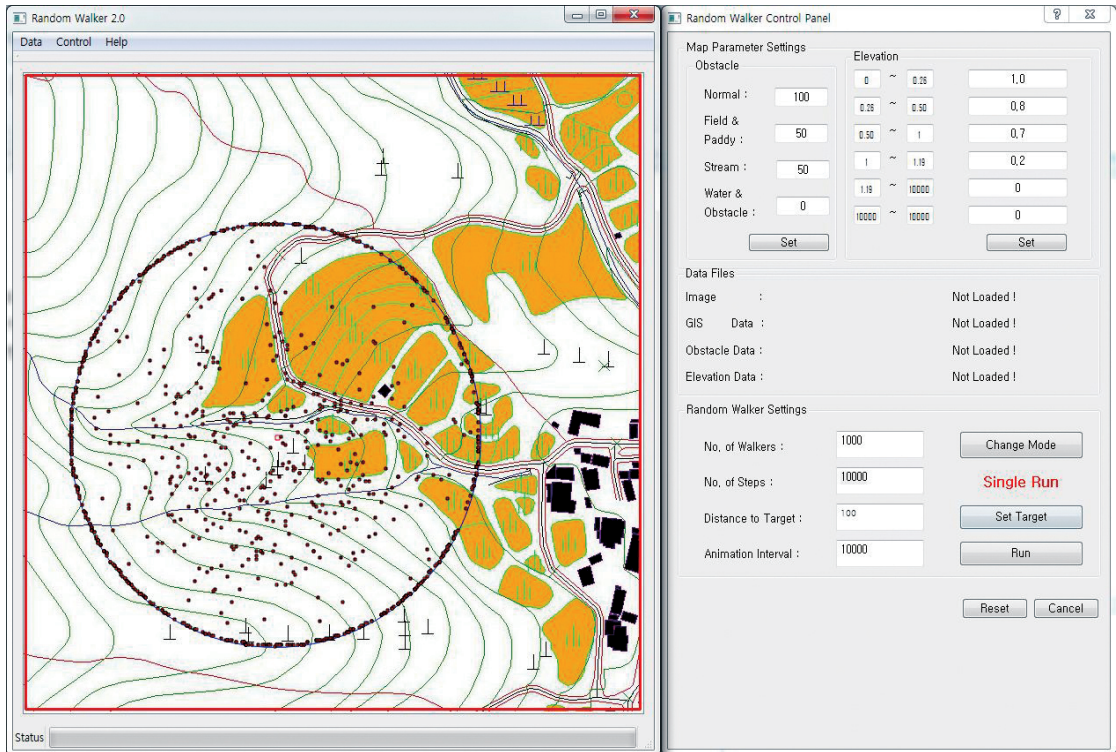 Random Walker 2.0
Data Control Help
Status
Random Walker Control Panel
?
Map Parameter Settings
Obstacle
Normal : 100
Field &
Paddy : 50
Stream : 50
Water &
Obstacle : 0
Set
Elevation
0 ~ 0.26 1.0
0.26 ~ 0.50 0.8
0.50 ~ 1 0.7
1 ~ 1.19 0.2
1.19 ~ 10000 0
10000 ~ 10000 0
Set
Data Files
Image : Not Loaded !
GIS Data : Not Loaded !
Obstacle Data : Not Loaded !
Elevation Data : Not Loaded !
Random Walker Settings
No. of Walkers : 1000 Change Mode
No. of Steps : 10000 Single Run
Distance to Target : 100 Set Target
Animation Interval : 10000 Run
Reset Cancel